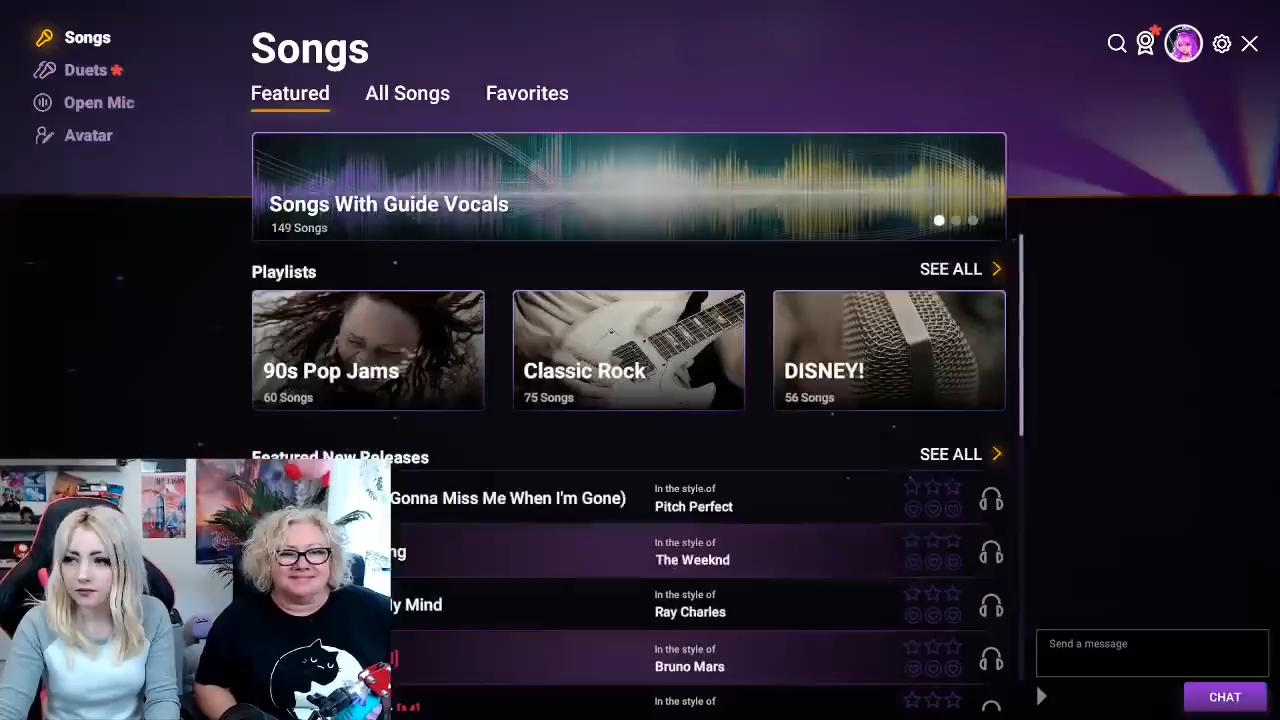 Songs
Duets
Open Mic
Avatar
Songs
Featured
All Songs
Favorites
Songs With Guide Vocals
149 Songs
Playlists
SEE ALL
90s Pop Jams
60 Songs
Classic Rock
75 Songs
DISNEY!
56 Songs
Featured New Releases
SEE ALL
Gonna Miss Me When I'm Gone)
In the style of
Pitch Perfect
ng
In the style of
The Weeknd
ly Mind
In the style of
Ray Charles
In the style of
Bruno Mars
In the style of
Send a message
CHAT